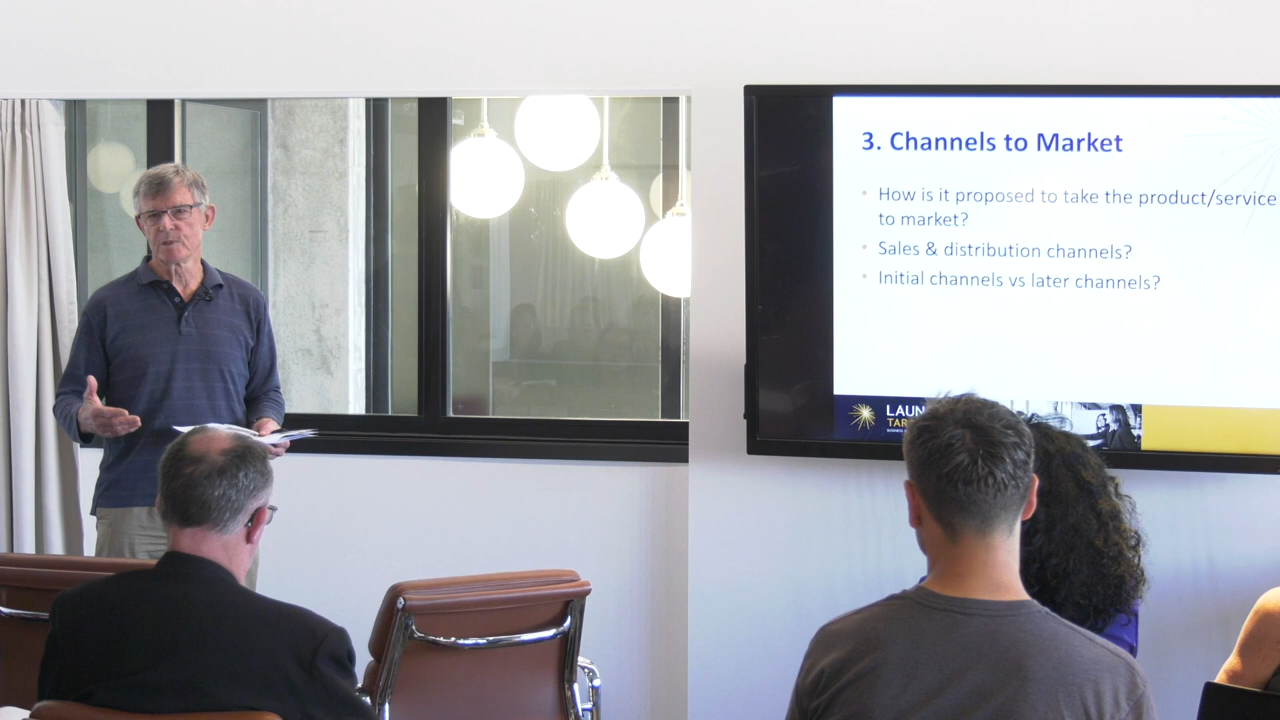 3. Channels to Market
• How is it proposed to take the product/service
to market?
• Sales & distribution channels?
• Initial channels vs later channels?
LAUN
TAR
BUSINESS